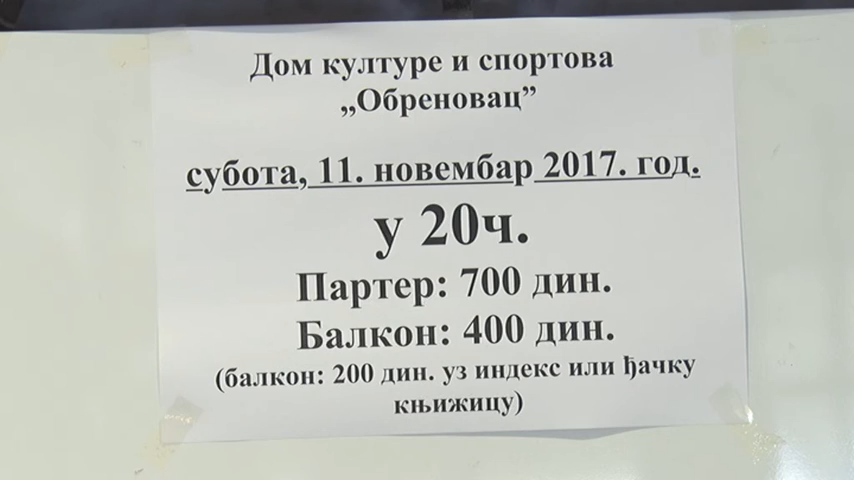 Дом културе и спортова
„Обреновац”
субота, 11. новембар 2017. год.
у 20ч.
Партер: 700 дин.
Балкон: 400 дин.
(балкон: 200 дин. уз индекс или ђачку
књижицу)